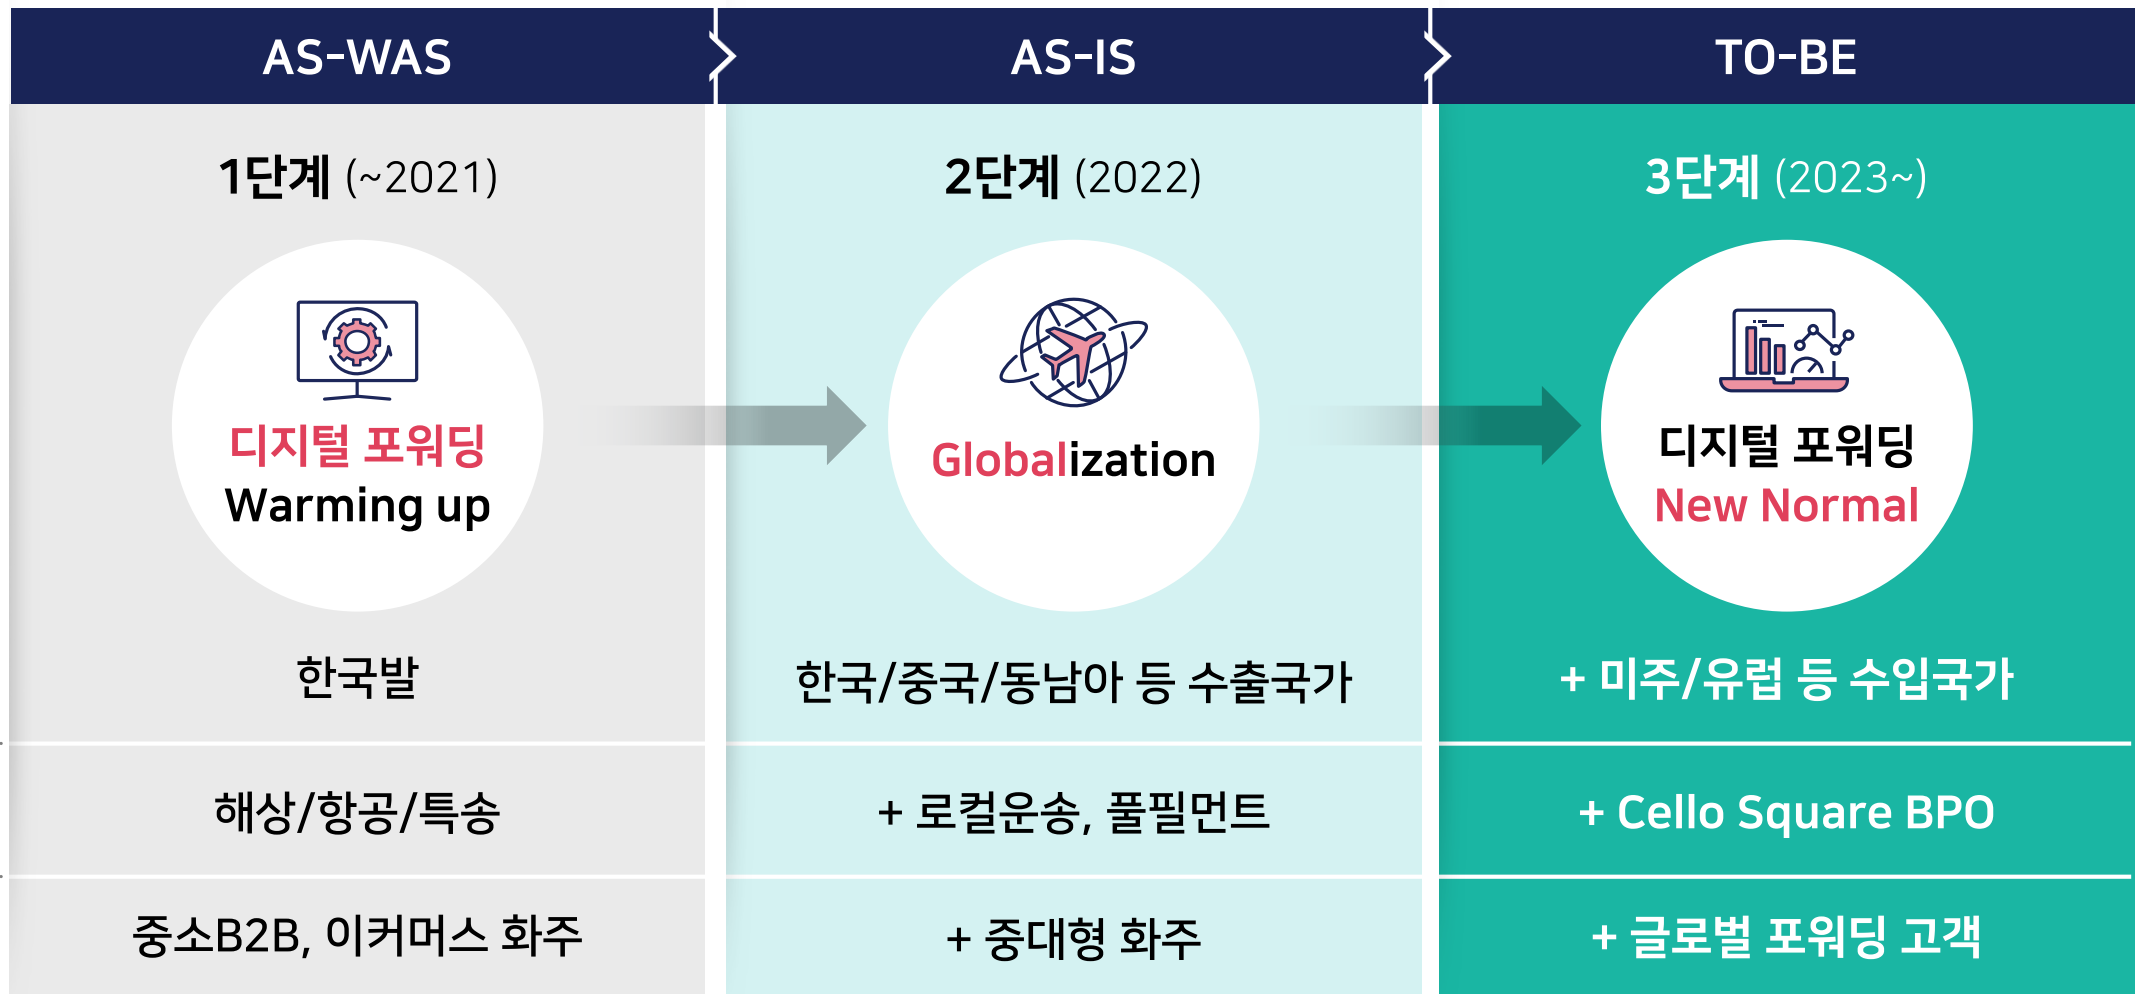 AS-WAS
AS-IS
TO-BE
1단계 (~2021)
2단계 (2022)
3단계 (2023~)
디지털 포워딩
Warming up
Globalization
디지털 포워딩
New Normal
한국발
한국/중국/동남아 등 수출국가
+ 미주/유럽 등 수입국가
해상/항공/특송
+ 로컬운송, 풀필먼트
+ Cello Square BPO
중소B2B, 이커머스 화주
+ 중대형 화주
+ 글로벌 포워딩 고객